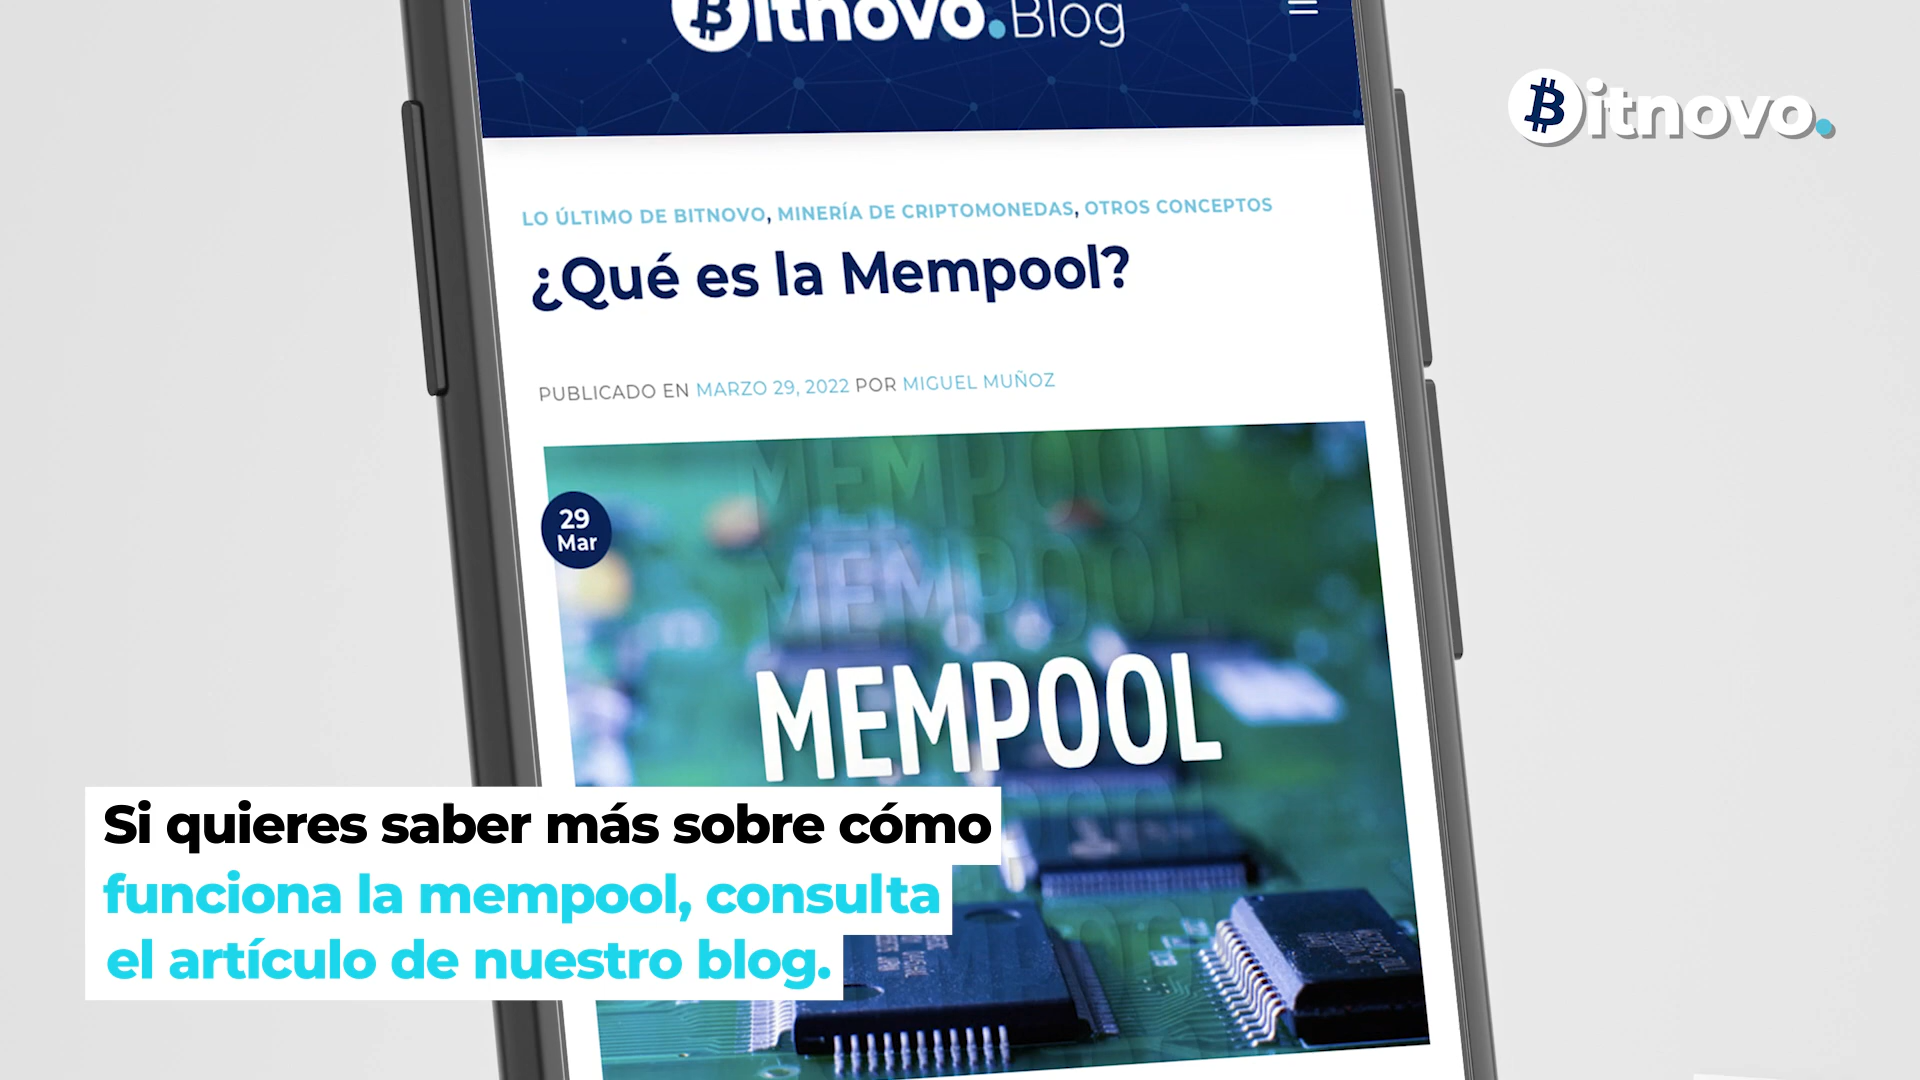 Bitnovo.Blog
Bitnovo.
LO ÚLTIMO DE BITNOVO, MINERÍA DE CRIPTOMONEDAS, OTROS CONCEPTOS
¿Qué es la Mempool?
PUBLICADO EN MARZO 29, 2022 POR MIGUEL MUÑOZ
MEMPOOL
MEMPOOL
29
Mar
MEMPOOL
Si quieres saber más sobre cómo
funciona la mempool, consulta
el artículo de nuestro blog.